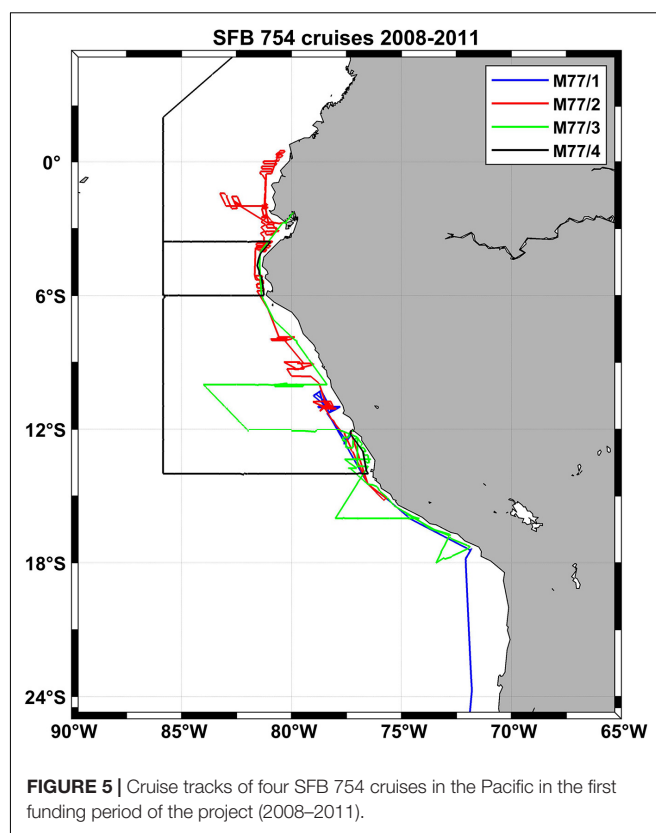 SFB 754 cruises 2008-2011
M77/1
M77/2
M77/3
M77/4
0°
6°S
12°S
18°S
24°S
90°W 85°W 80°W 75°W 70°W 65°W
FIGURE 5 | Cruise tracks of four SFB 754 cruises in the Pacific in the first
funding period of the project (2008–2011).